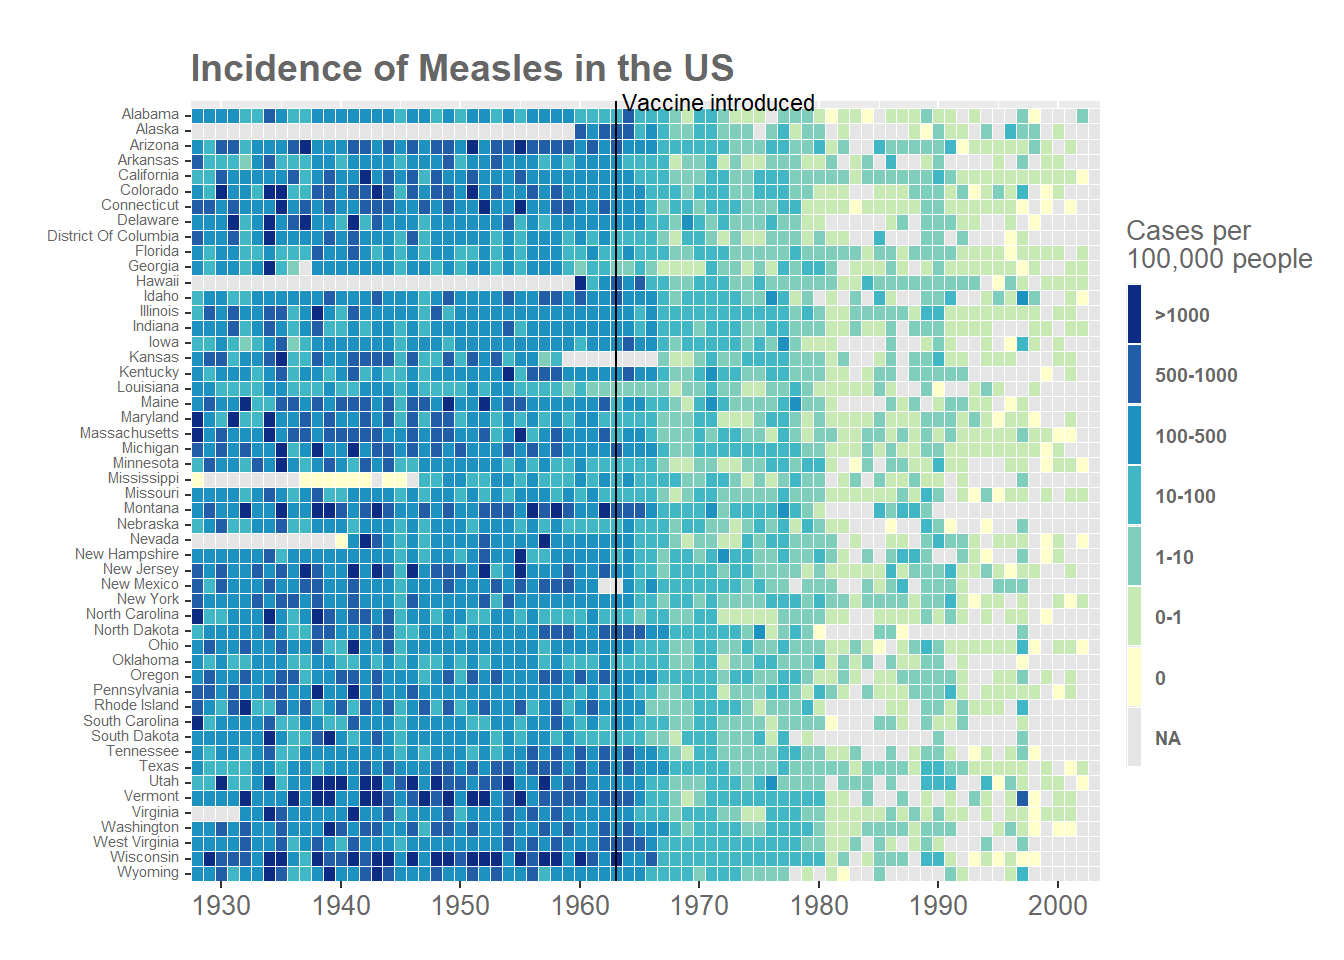 Incidence of Measles in the US
Vaccine introduced
Alabama
Alaska
Arizona
Arkansas
California
Colorado
Connecticut
Delaware
District Of Columbia
Florida
Georgia
Hawaii
Idaho
Illinois
Indiana
Iowa
Kansas
Kentucky
Louisiana
Maine
Maryland
Massachusetts
Michigan
Minnesota
Mississippi
Missouri
Montana
Nebraska
Nevada
New Hampshire
New Jersey
New Mexico
New York
North Carolina
North Dakota
Ohio
Oklahoma
Oregon
Pennsylvania
Rhode Island
South Carolina
South Dakota
Tennessee
Texas
Utah
Vermont
Virginia
Washington
West Virginia
Wisconsin
Wyoming
1930 1940 1950 1960 1970 1980 1990 2000
Cases per
100,000 people
>1000
500-1000
100-500
10-100
1-10
0-1
0
NA